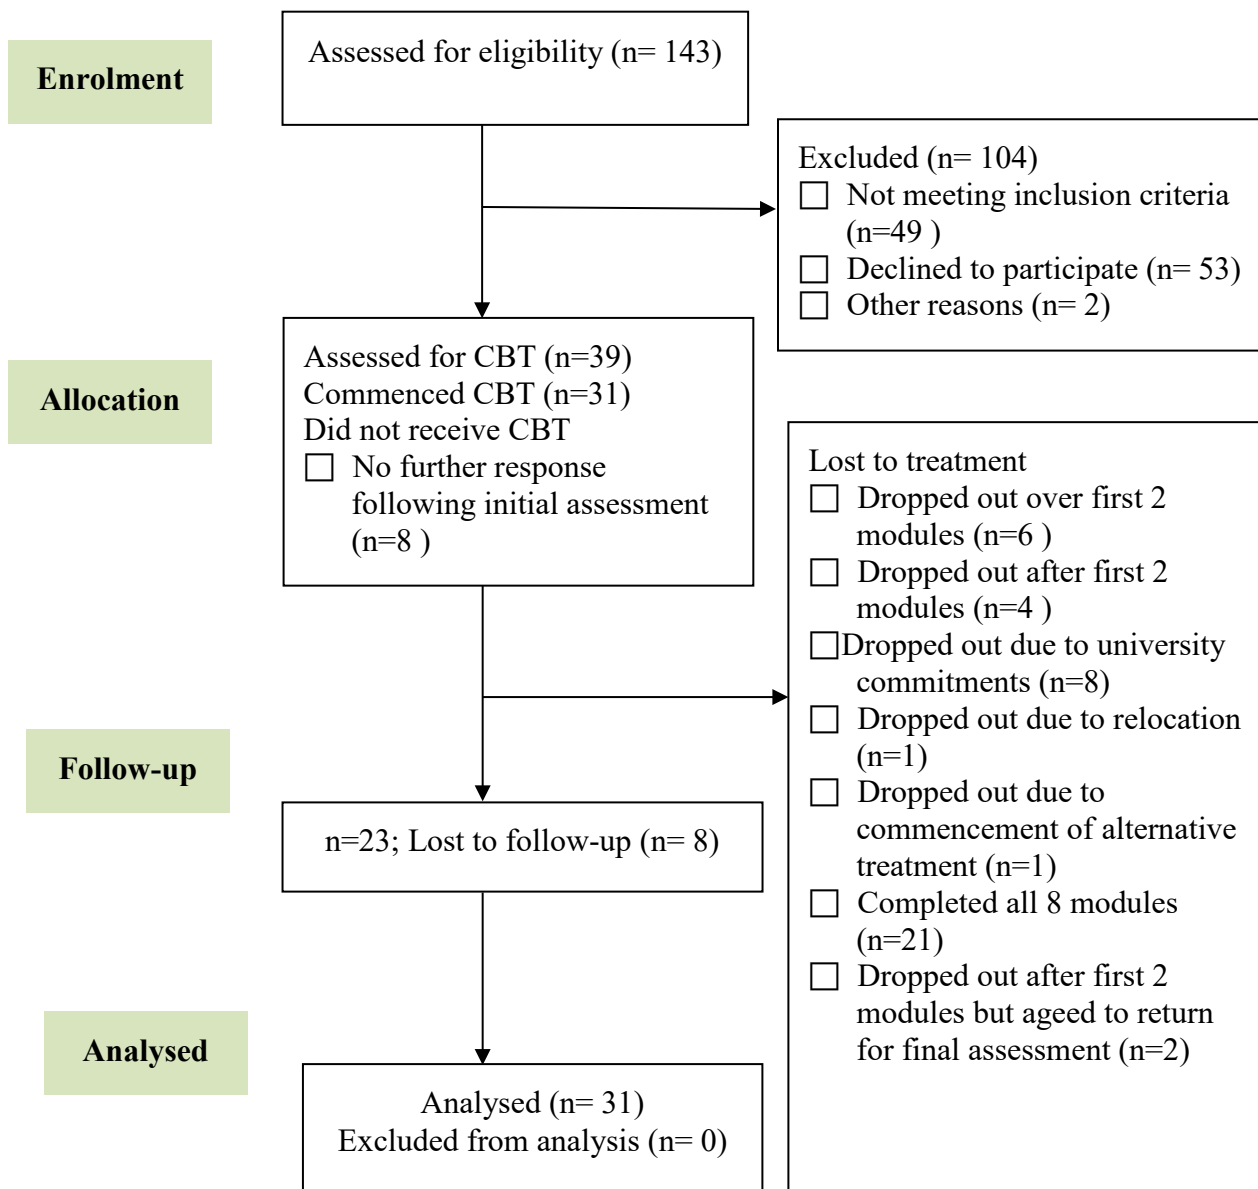 Enrolment
Assessed for eligibility (n= 143)
Excluded (n= 104)
☐ Not meeting inclusion criteria
(n=49 )
☐ Declined to participate (n= 53)
☐ Other reasons (n= 2)
Allocation
Assessed for CBT (n=39)
Commenced CBT (n=31)
Did not receive CBT
☐ No further response
following initial assessment
(n=8 )
Lost to treatment
☐ Dropped out over first 2
modules (n=6 )
☐ Dropped out after first 2
modules (n=4 )
☐Dropped out due to university
commitments (n=8)
☐ Dropped out due to relocation
(n=1)
☐ Dropped out due to
commencement of alternative
treatment (n=1)
☐ Completed all 8 modules
(n=21)
☐ Dropped out after first 2
modules but ageed to return
for final assessment (n=2)
Follow-up
n=23; Lost to follow-up (n= 8)
Analysed
Analysed (n= 31)
Excluded from analysis (n= 0)